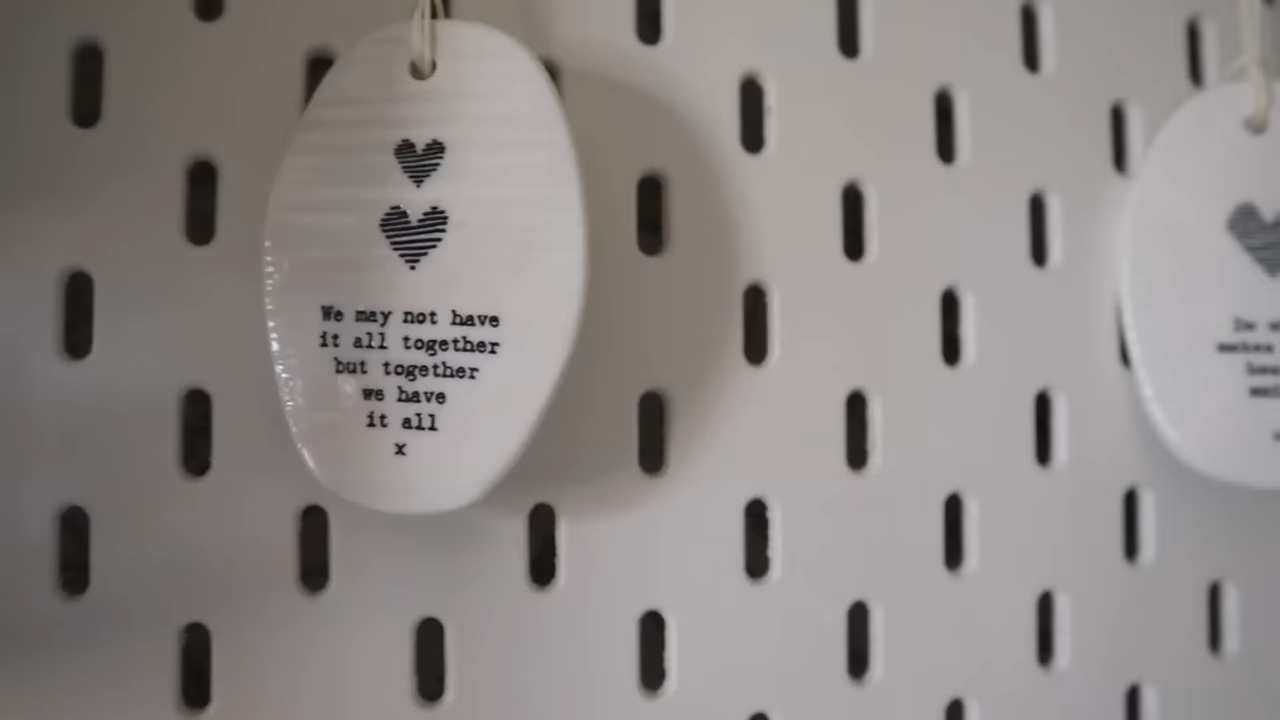 We may not have
it all together
but together
we have
it all
x